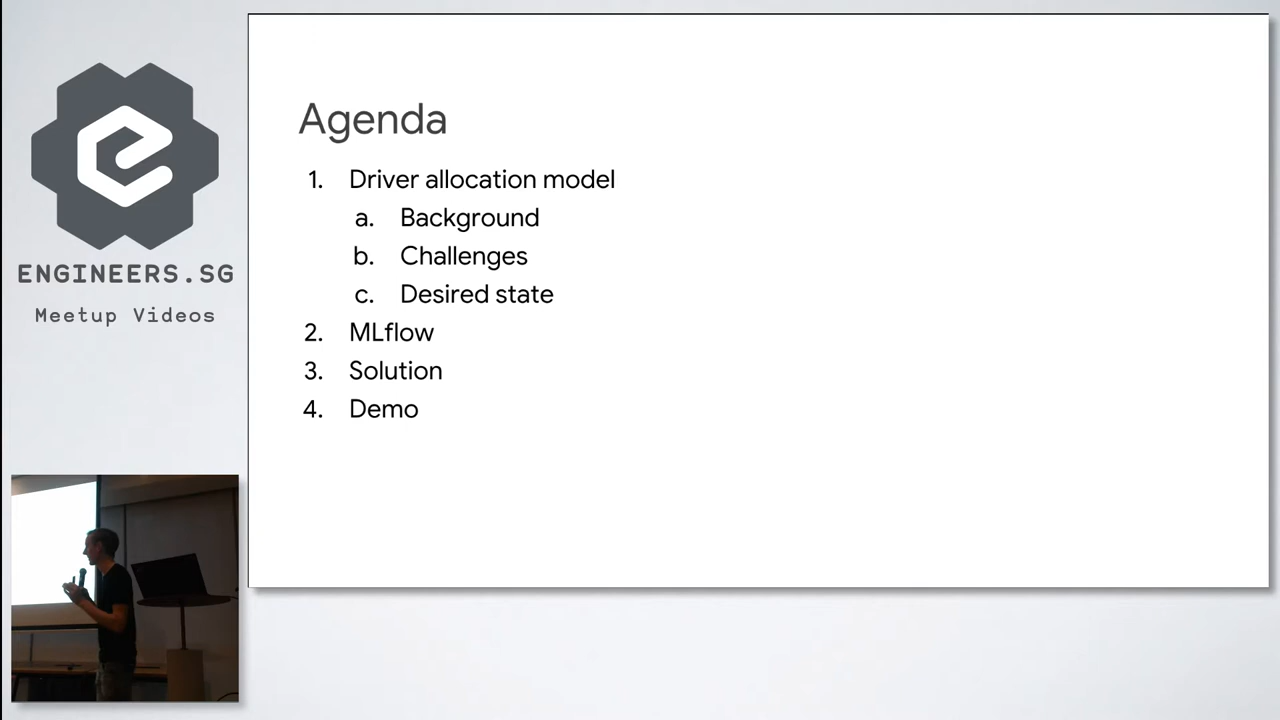 ENGINEERS.SG
Meetup Videos
Agenda
1. Driver allocation model
a. Background
b. Challenges
c. Desired state
2. MLflow
3. Solution
4. Demo